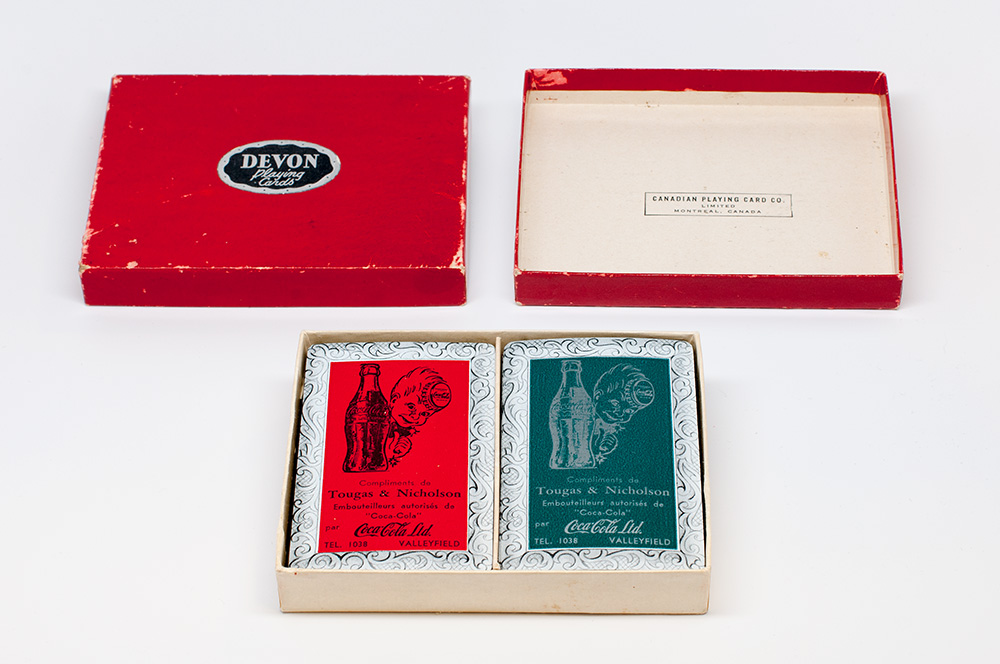 DEVON
Playing
Cards
CANADIAN PLAYING CARD CO.
LIMITED
MONTREAL, CANADA
Compliments de
Tougas & Nicholson
Embouteilleurs autorisés de
"Coca-Cola"
par Coca-Cola Ltd.
TEL. 1038 VALLEYFIELD
Compliments de
Tougas & Nicholson
Embouteilleurs autorisés de
"Coca-Cola"
par Coca-Cola Ltd.
TEL. 1038 VALLEYFIELD